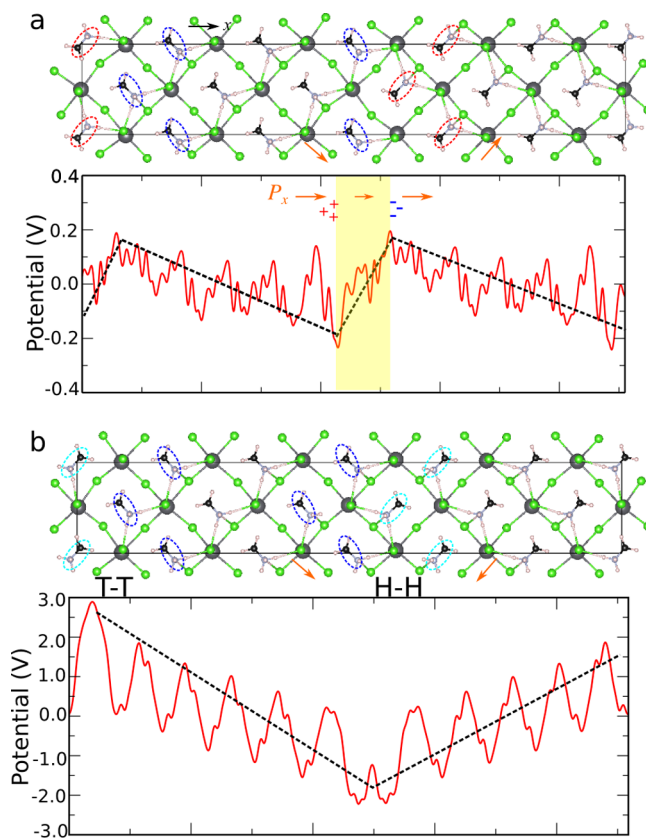 a
x
0.4
P_x
+
+ +
-
-
-
0.2
0.0
-0.2
-0.4
Potential (V)
b
T-T
H-H
3.0
2.0
1.0
0.0
-1.0
-2.0
-3.0
Potential (V)